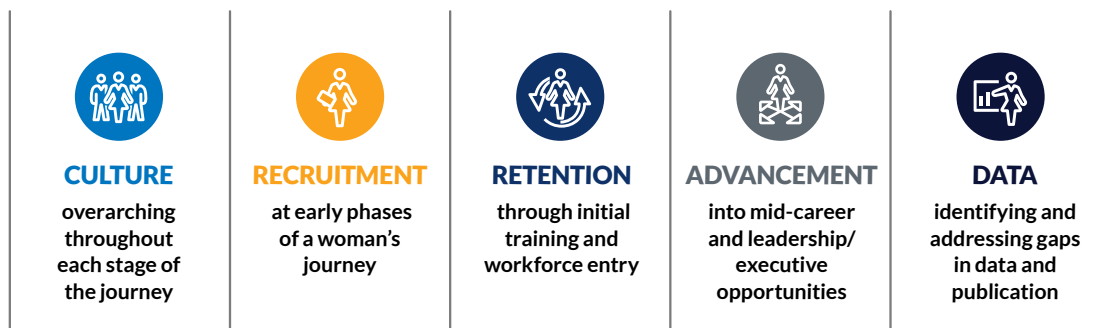 CULTURE
overarching
throughout
each stage of
the journey
RECRUITMENT
at early phases
of a woman’s
journey
RETENTION
through initial
training and
workforce entry
ADVANCEMENT
into mid-career
and leadership/
executive
opportunities
DATA
identifying and
addressing gaps
in data and
publication